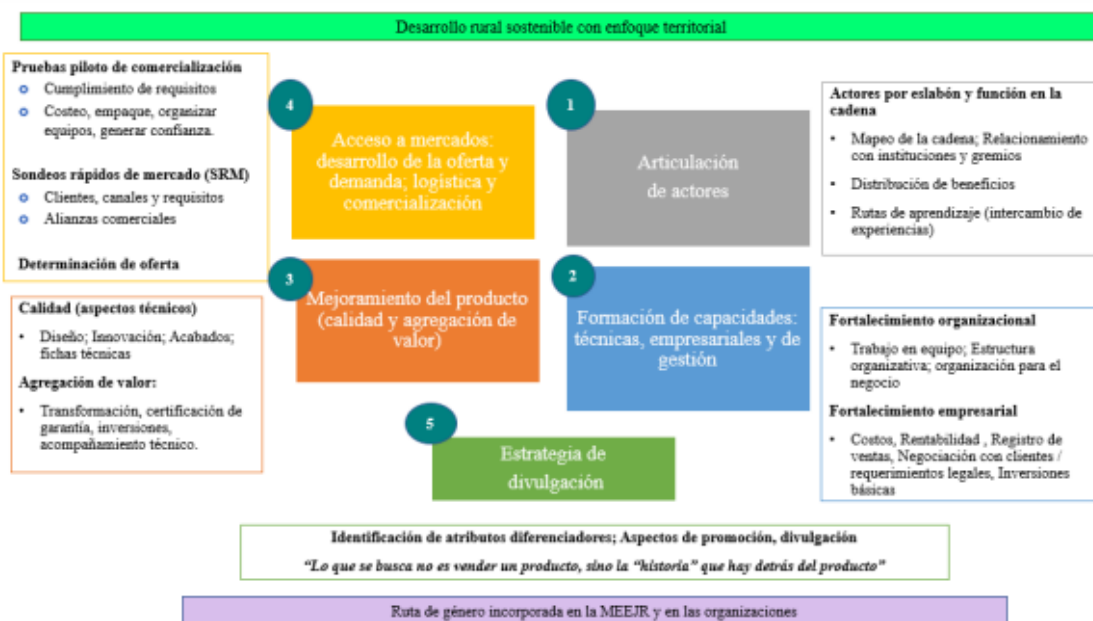 Desarrollo rural sostenible con enfoque territorial
Pruebas piloto de comercialización
Cumplimiento de requisitos
Costeo, empaque, organizar
equipos, generar confianza.
Sondeos rápidos de mercado (SRM)
Clientes, canales y requisitos
Alianzas comerciales
Determinación de oferta
4
Acceso a mercados:
desarrollo de la oferta y
demanda; logística y
comercialización
1
Articulación
de actores
Actores por eslabón y función en la
cadena
• Mapeo de la cadena; Relacionamiento
con instituciones y gremios
• Distribución de beneficios
• Rutas de aprendizaje (intercambio de
experiencias)
3
Mejoramiento del producto
(calidad y agregación de
valor)
2
Formación de capacidades:
técnicas, empresariales y de
gestión
Calidad (aspectos técnicos)
• Diseño; Innovación; Acabados;
fichas técnicas
Agregación de valor:
• Transformación, certificación de
garantía, inversiones,
acompañamiento técnico.
Fortalecimiento organizacional
• Trabajo en equipo; Estructura
organizativa; organización para el
negocio
Fortalecimiento empresarial
• Costos, Rentabilidad , Registro de
ventas, Negociación con clientes /
requerimientos legales, Inversiones
básicas
5
Estrategia de
divulgación
Identificación de atributos diferenciadores; Aspectos de promoción, divulgación
"Lo que se busca no es vender un producto, sino la "historia" que hay detrás del producto"
Ruta de género incorporada en la MEEJR y en las organizaciones